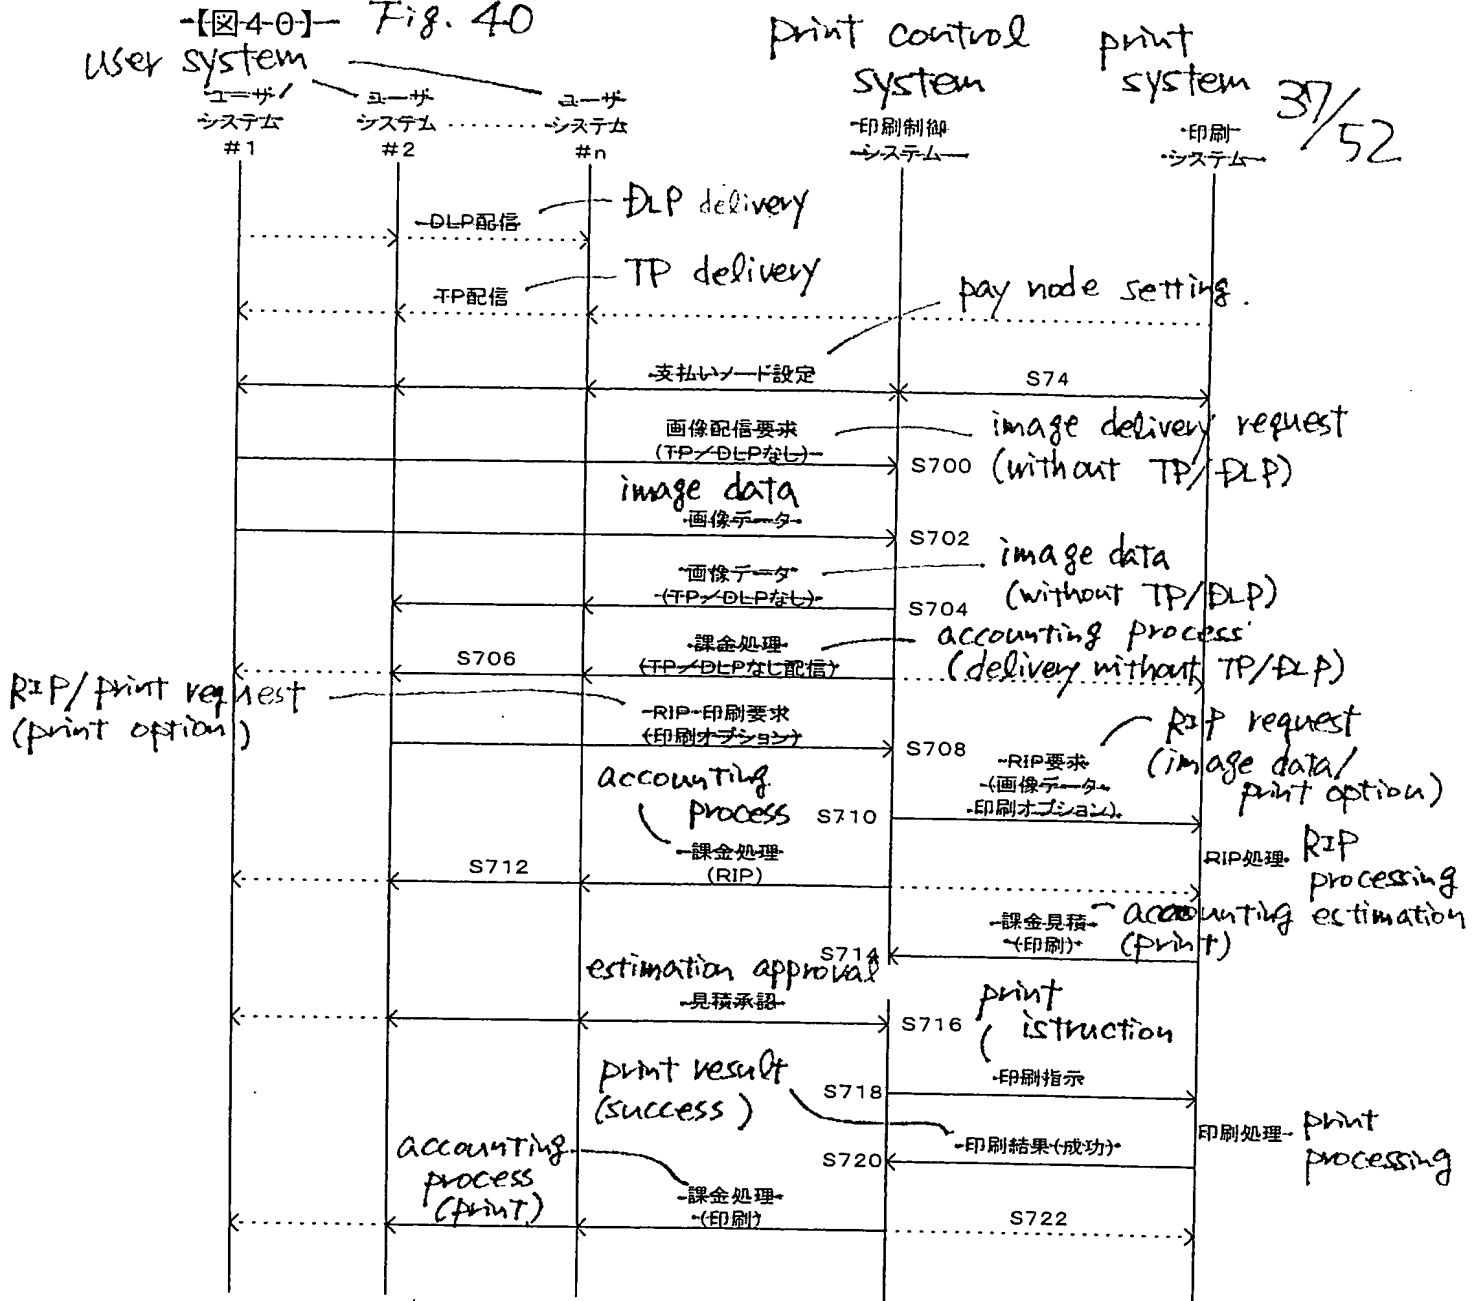 【図40】 Fig. 40
user system
print control system
print system
37/52
ユーザシステム #1
ユーザシステム #2
ユーザシステム #n
印刷制御システム
印刷システム
DLP配信
DLP delivery
TP配信
TP delivery
pay node setting.
支払いノード設定
S74
画像配信要求
(TP/DLPなし)
S700
image delivery request
(without TP/DLP)
image data
画像データ
S702
画像データ
(TP/DLPなし)
S704
image data
(without TP/DLP)
S706
課金処理
(TP/DLPなし配信)
accounting process
(delivery without TP/DLP)
RIP/print request
(print option)
RIP・印刷要求
(印刷オプション)
S708
RIP要求
(画像データ
印刷オプション)
RIP request
(image data/
print option)
accounting
process
S710
課金処理
(RIP)
S712
RIP処理
RIP
processing
課金見積
(印刷)
S714
accounting estimation
(print)
estimation approval
見積承認
S716
print
istruction
印刷指示
S718
print result
(success)
印刷処理
print
processing
印刷結果(成功)
S720
accounting
process
(print)
課金処理
(印刷)
S722